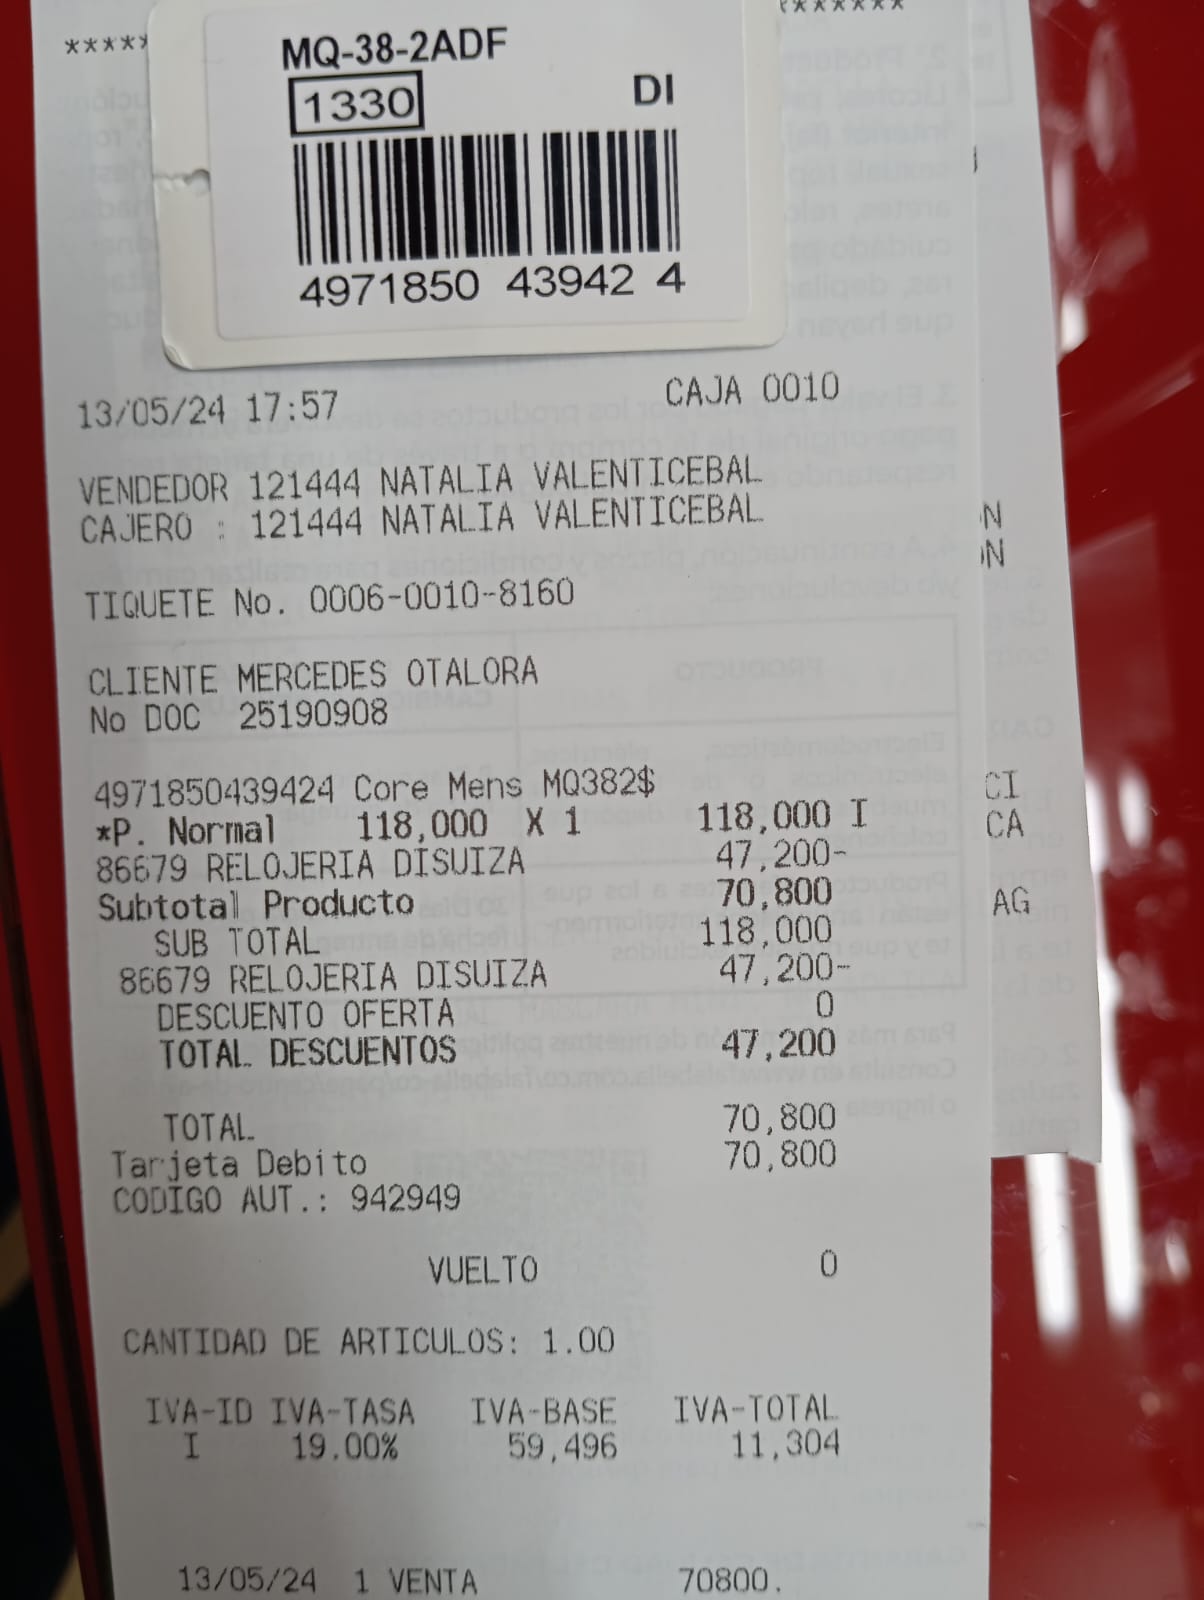 MQ-38-2ADF
1330 DI
4971850 43942 4
13/05/24 17:57 CAJA 0010
VENDEDOR 121444 NATALIA VALENTICEBAL
CAJERO : 121444 NATALIA VALENTICEBAL
TIQUETE No. 0006-0010-8160
CLIENTE MERCEDES OTALORA
No DOC 25190908
4971850439424 Core Mens MQ382$
*P. Normal 118,000 X 1 118,000 I
86679 RELOJERIA DISUIZA 47,200-
Subtotal Producto 70,800
SUB TOTAL 118,000
86679 RELOJERIA DISUIZA 47,200-
DESCUENTO OFERTA 0
TOTAL DESCUENTOS 47,200
TOTAL 70,800
Tarjeta Debito 70,800
CODIGO AUT.: 942949
VUELTO 0
CANTIDAD DE ARTICULOS: 1.00
IVA-ID IVA-TASA IVA-BASE IVA-TOTAL
I 19.00% 59,496 11,304
13/05/24 1 VENTA 70800.